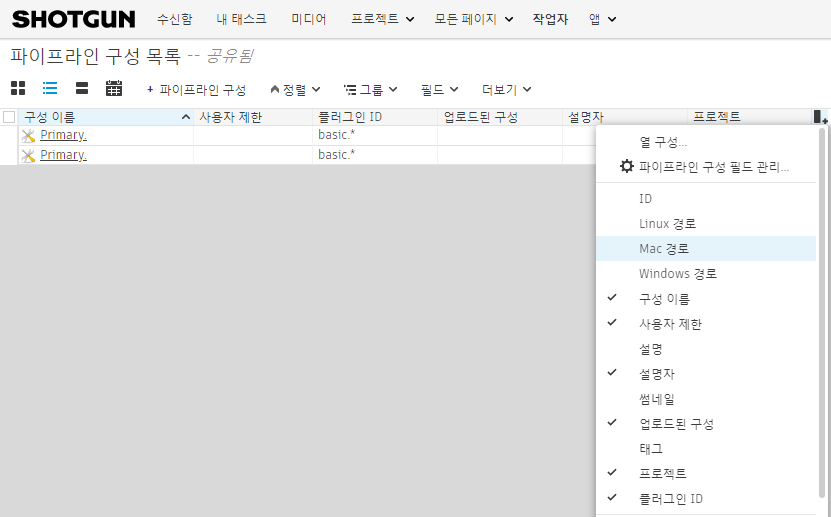 SHOTGUN 수신함 내 태스크 미디어 프로젝트 모든 페이지 작업자 앱
파이프라인 구성 목록 -- 공유됨
+ 파이프라인 구성 정렬 그룹 필드 더보기
구성 이름 사용자 제한 플러그인 ID 업로드된 구성 설명자 프로젝트
Primary. basic.*
Primary. basic.*
열 구성...
파이프라인 구성 필드 관리...
ID
Linux 경로
Mac 경로
Windows 경로
구성 이름
사용자 제한
설명
설명자
썸네일
업로드된 구성
태그
프로젝트
플러그인 ID